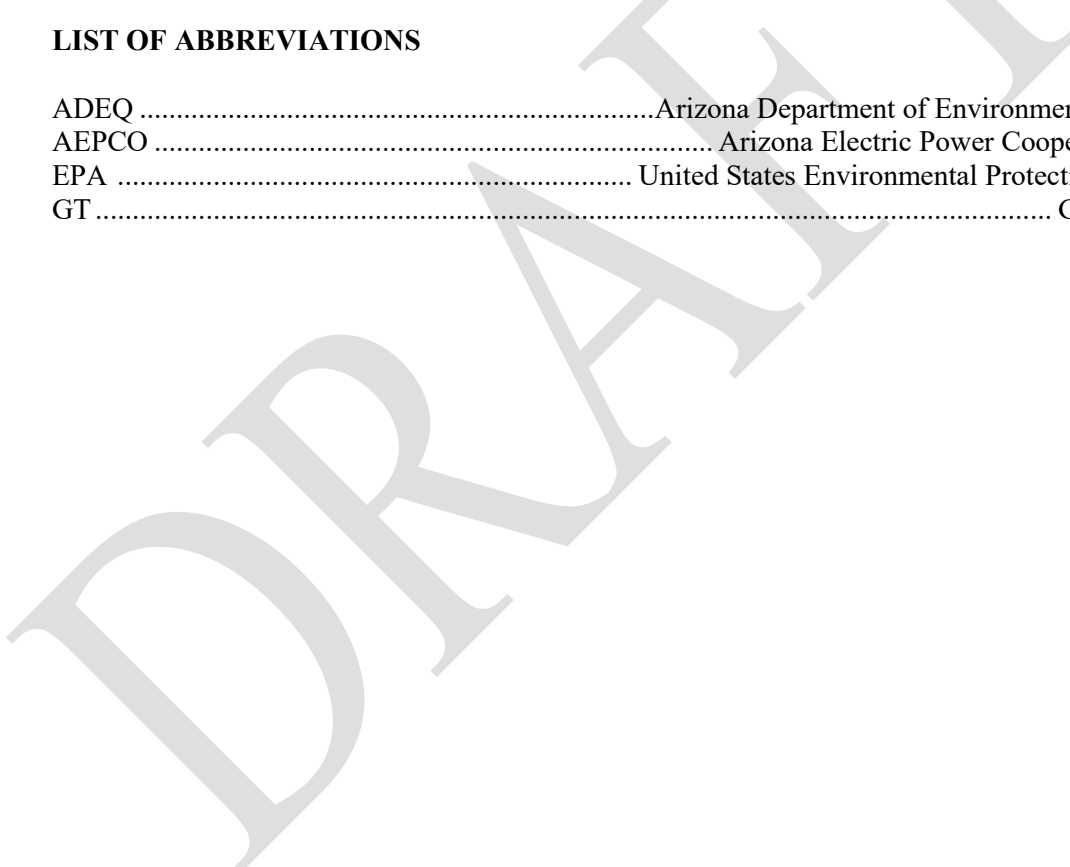 LIST OF ABBREVIATIONS
ADEQ ..........................................................Arizona Department of Environmen
AEPCO ............................................................... Arizona Electric Power Coope
EPA .......................................................... United States Environmental Protecti
GT ............................................................................................................ G
DRAFT